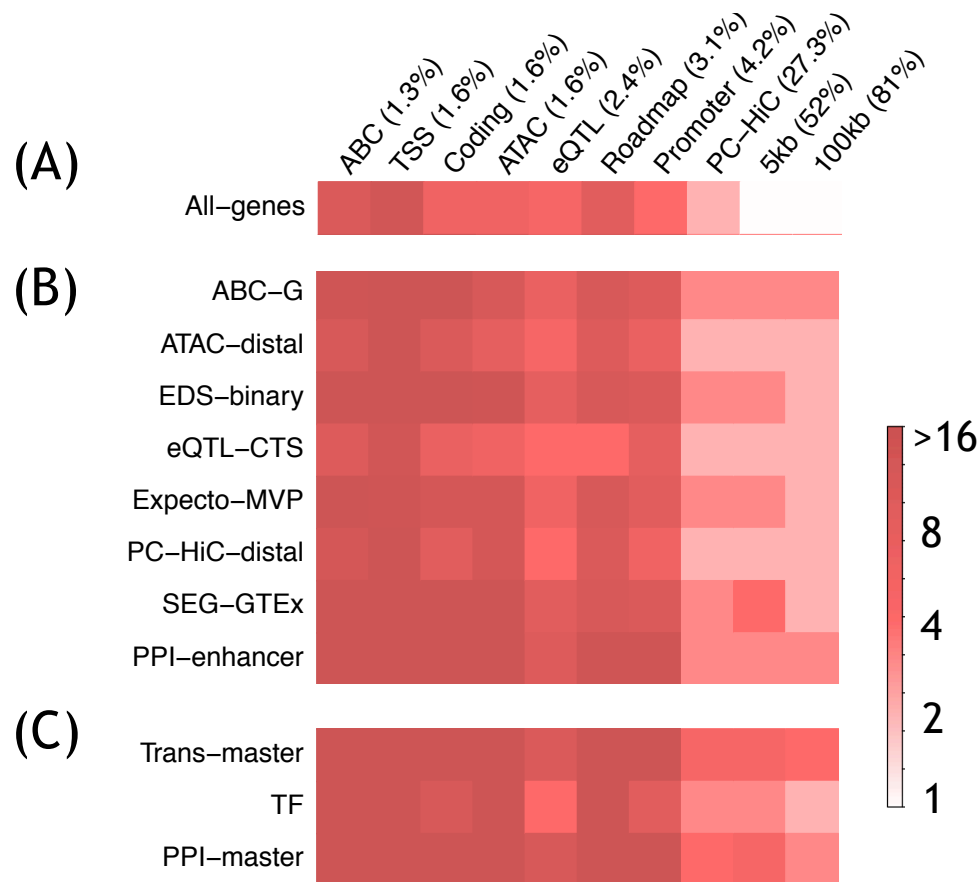 ABC (1.3%)
TSS (1.6%)
Coding (1.6%)
ATAC (1.6%)
eQTL (2.4%)
Roadmap (3.1%)
Promoter (4.2%)
PC−HiC (27.3%)
5kb (52%)
100kb (81%)
(A)
All−genes
(B)
ABC−G
ATAC−distal
EDS−binary
eQTL−CTS
Expecto−MVP
PC−HiC−distal
SEG−GTEx
PPI−enhancer
(C)
Trans−master
TF
PPI−master
>16
8
4
2
1